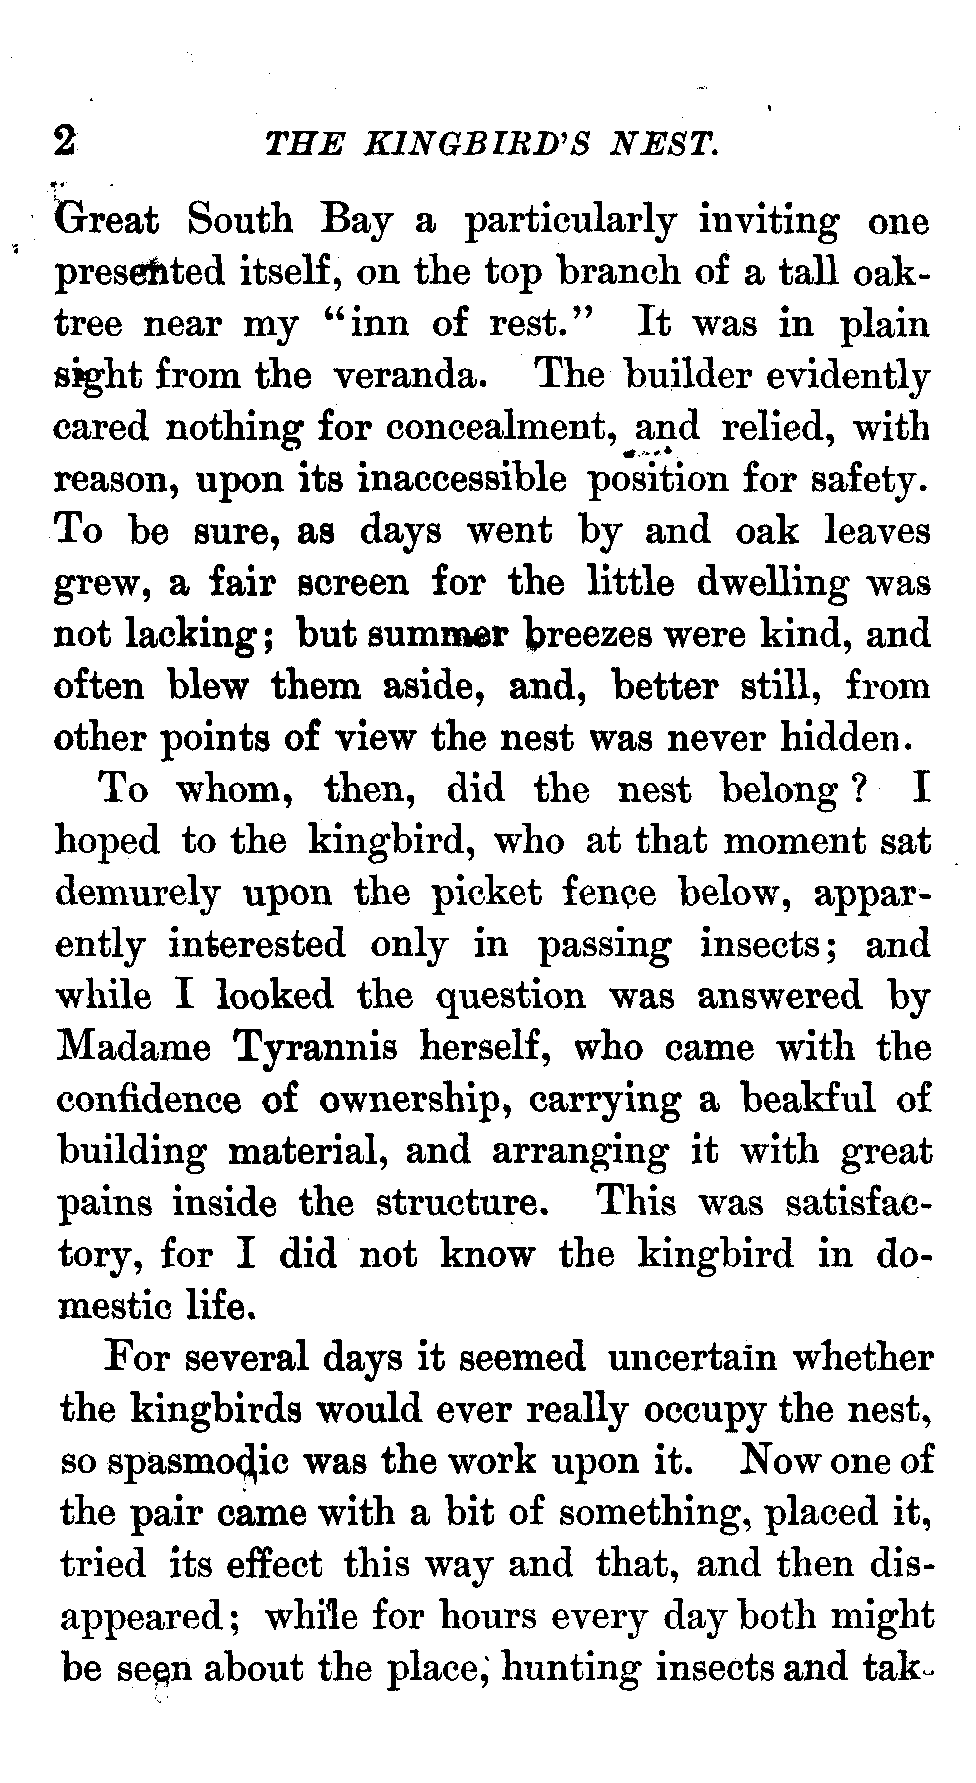 2 THE KINGBIRD'S NEST.
Great South Bay a particularly inviting one
presented itself, on the top branch of a tall oak-
tree near my "inn of rest." It was in plain
sight from the veranda. The builder evidently
cared nothing for concealment, and relied, with
reason, upon its inaccessible position for safety.
To be sure, as days went by and oak leaves
grew, a fair screen for the little dwelling was
not lacking; but summer breezes were kind, and
often blew them aside, and, better still, from
other points of view the nest was never hidden.
To whom, then, did the nest belong? I
hoped to the kingbird, who at that moment sat
demurely upon the picket fence below, appar-
ently interested only in passing insects; and
while I looked the question was answered by
Madame Tyrannis herself, who came with the
confidence of ownership, carrying a beakful of
building material, and arranging it with great
pains inside the structure. This was satisfac-
tory, for I did not know the kingbird in do-
mestic life.
For several days it seemed uncertain whether
the kingbirds would ever really occupy the nest,
so spasmodic was the work upon it. Now one of
the pair came with a bit of something, placed it,
tried its effect this way and that, and then dis-
appeared; while for hours every day both might
be seen about the place, hunting insects and tak-